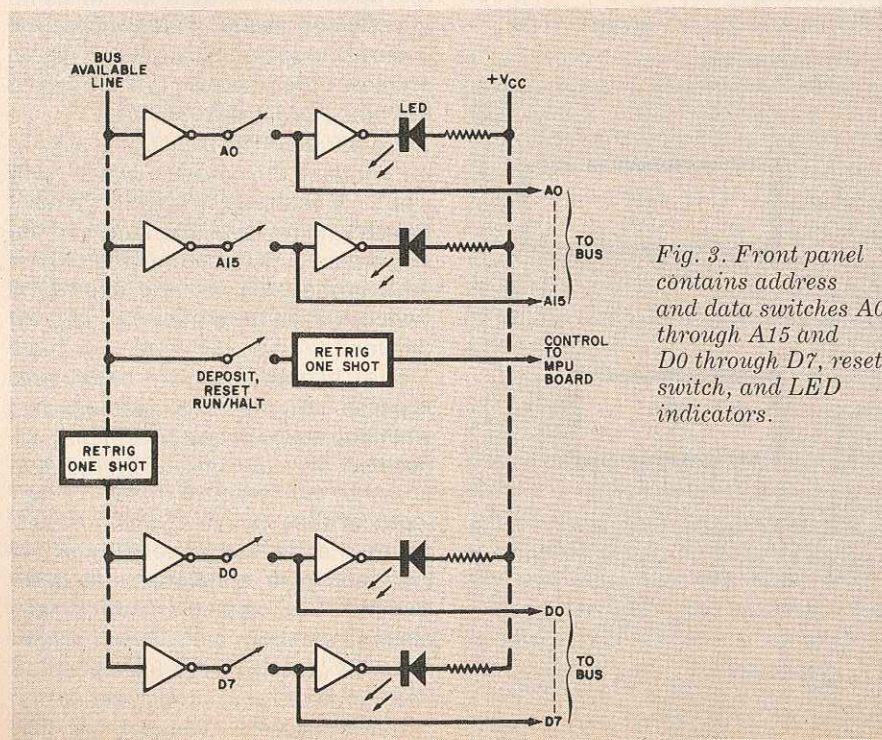 BUS
AVAILABLE
LINE
+VCC
LED
A0
A0
A15
TO
BUS
A15
DEPOSIT,
RESET
RUN/HALT
RETRIG
ONE SHOT
CONTROL
TO
MPU
BOARD
RETRIG
ONE SHOT
D0
D0
D7
TO
BUS
D7
Fig. 3. Front panel
contains address
and data switches A0
through A15 and
D0 through D7, reset
switch, and LED
indicators.